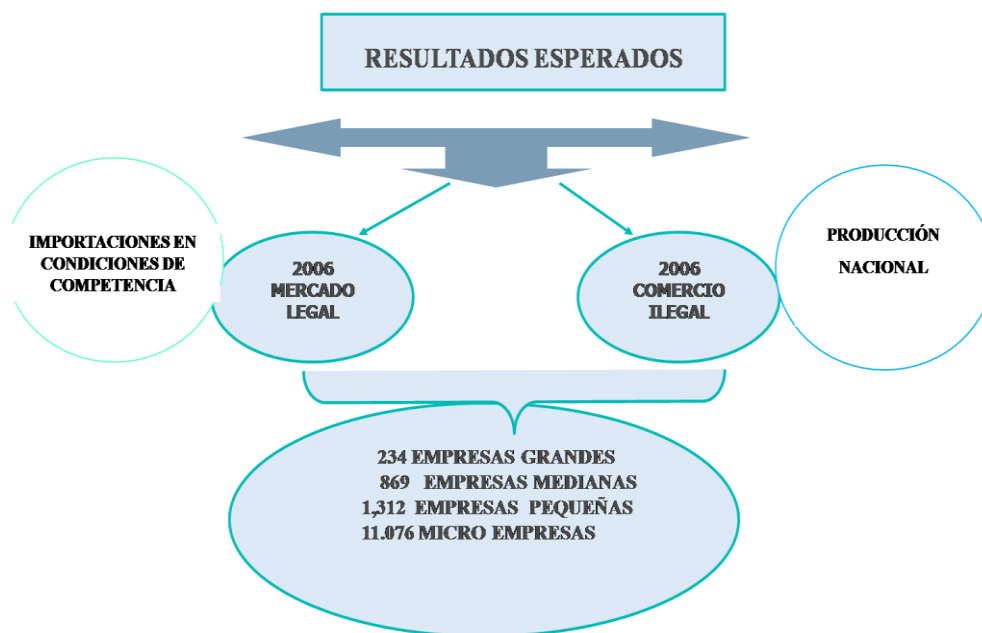 RESULTADOS ESPERADOS
IMPORTACIONES EN
CONDICIONES DE
COMPETENCIA
2006
MERCADO
LEGAL
2006
COMERCIO
ILEGAL
PRODUCCIÓN
NACIONAL
234 EMPRESAS GRANDES
869 EMPRESAS MEDIANAS
1,312 EMPRESAS PEQUEÑAS
11.076 MICRO EMPRESAS